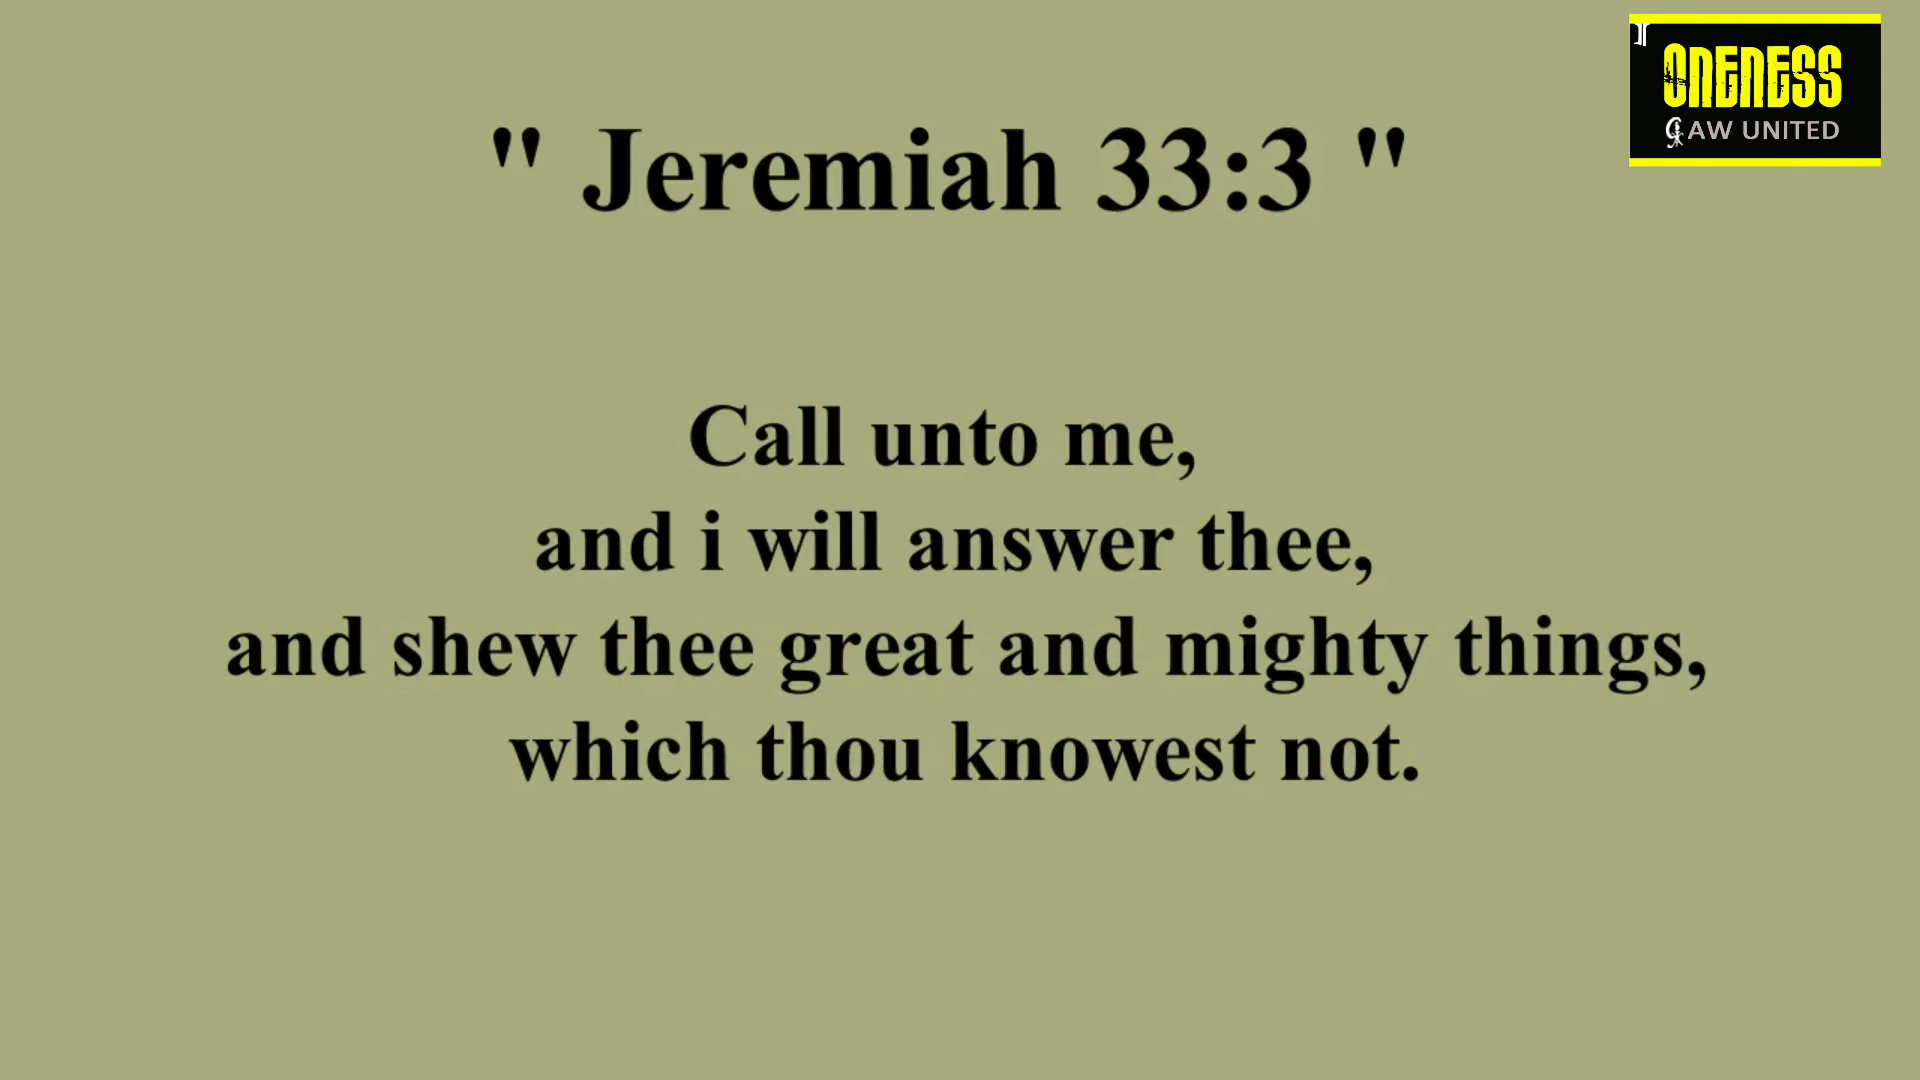 ONENESS
AW UNITED
" Jeremiah 33:3 "
Call unto me,
and i will answer thee,
and shew thee great and mighty things,
which thou knowest not.